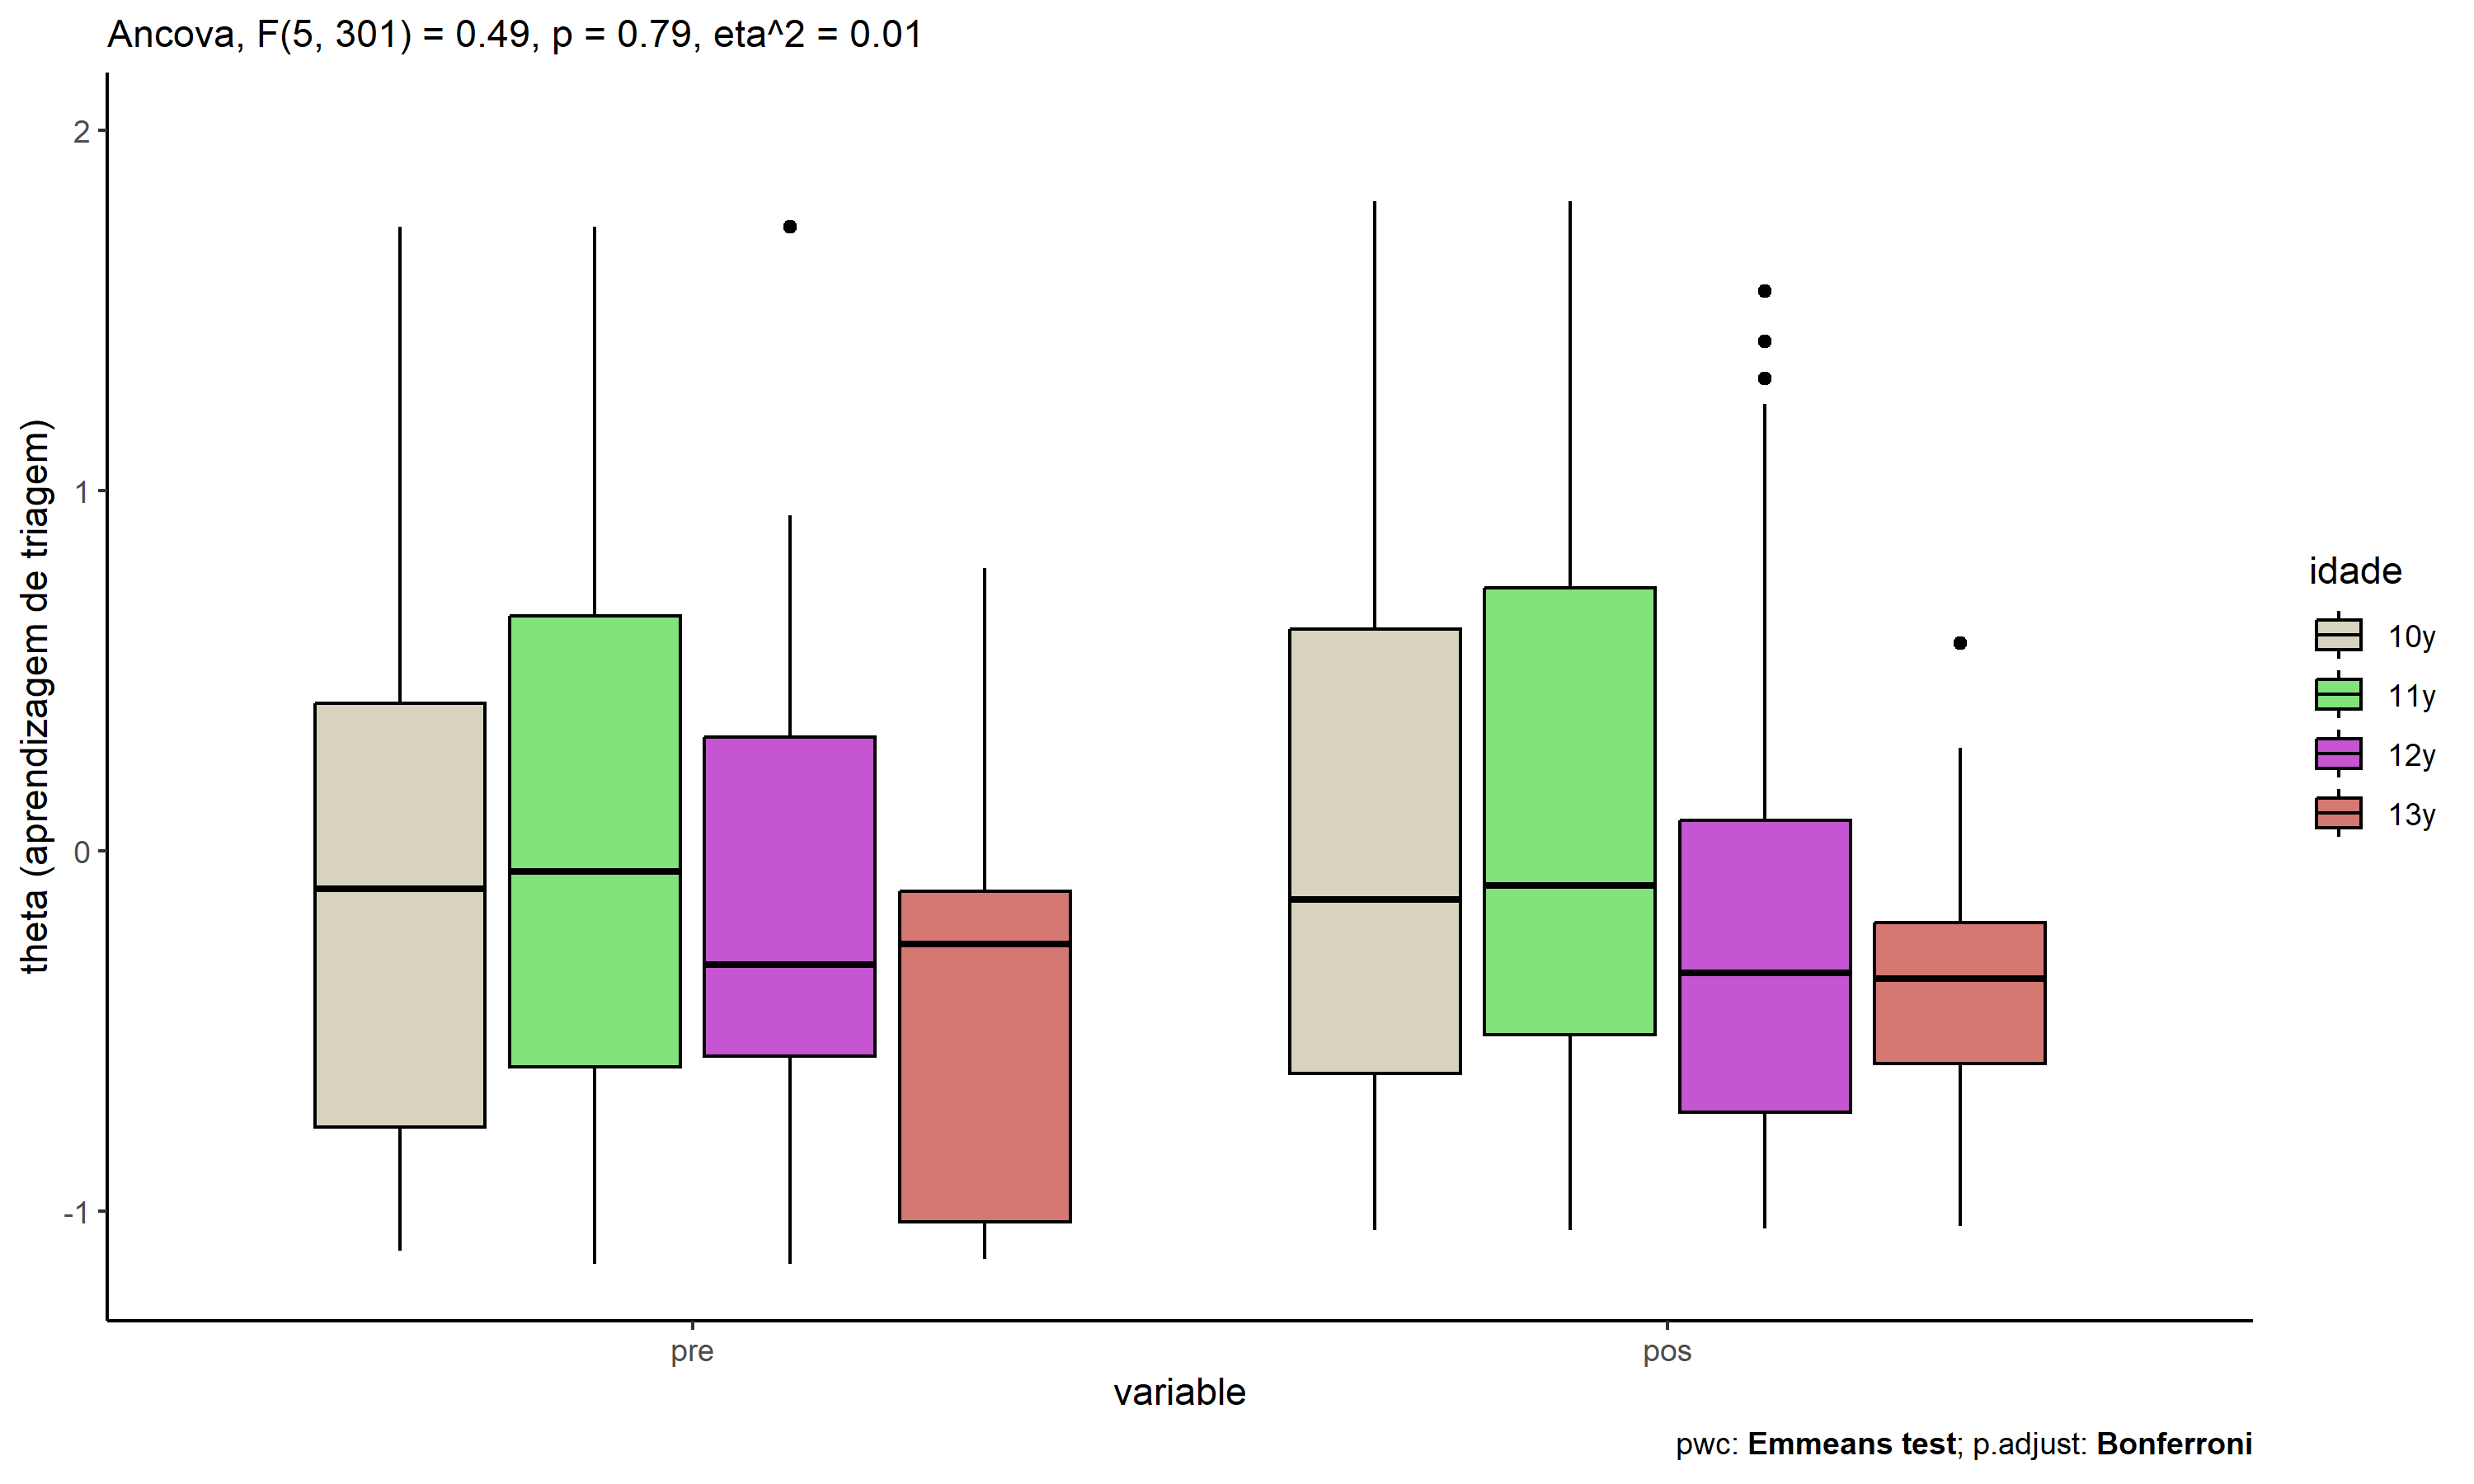 Ancova, F(5, 301) = 0.49, p = 0.79, eta^2 = 0.01
theta (aprendizagem de triagem)
2
1
0
-1
pre
pos
variable
idade
10y
11y
12y
13y
pwc: Emmeans test; p.adjust: Bonferroni